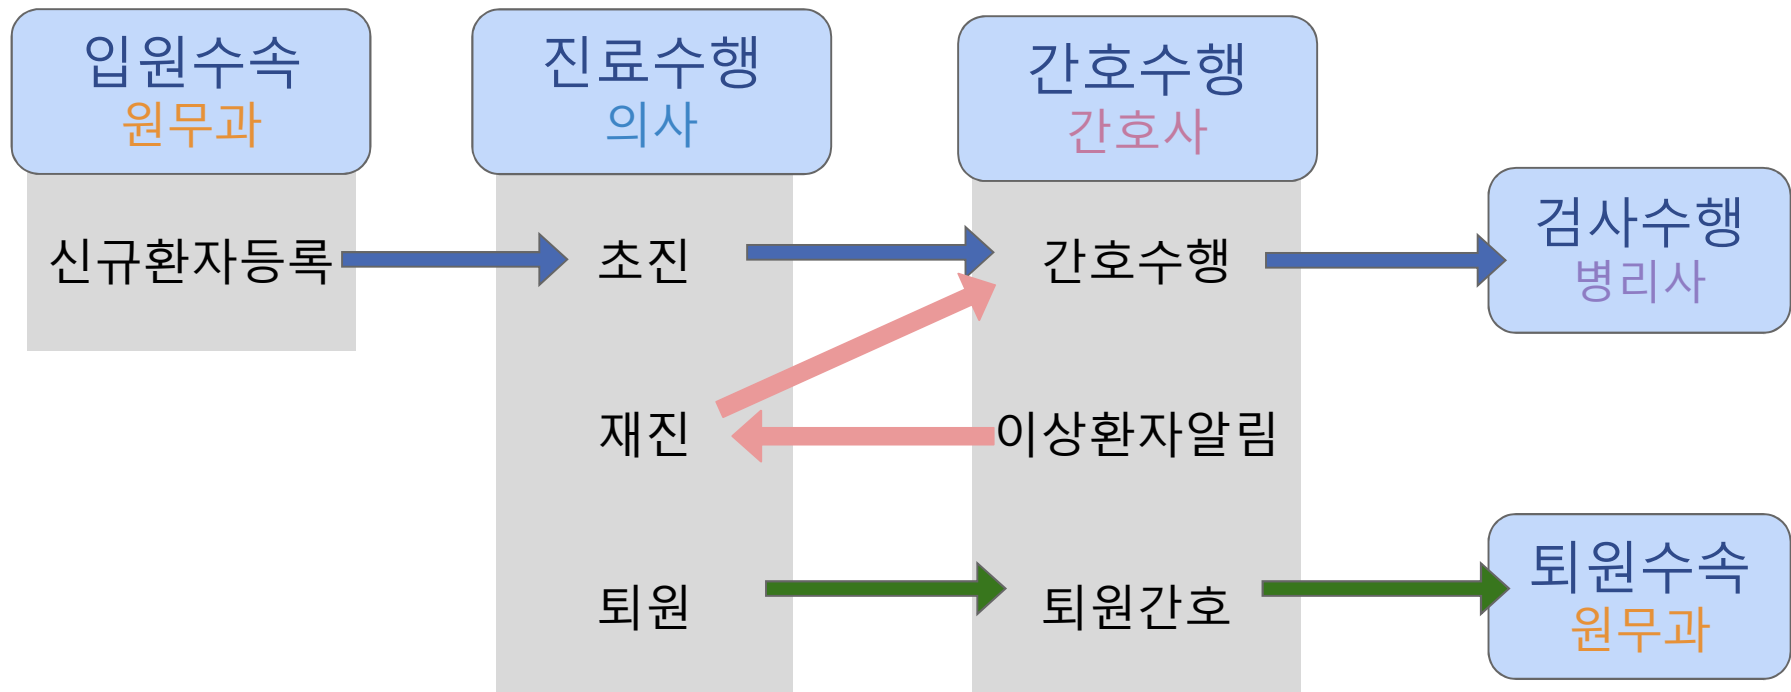 입원수속
원무과
진료수행
의사
간호수행
간호사
검사수행
병리사
신규환자등록
초진
간호수행
재진
이상환자알림
퇴원
퇴원간호
퇴원수속
원무과